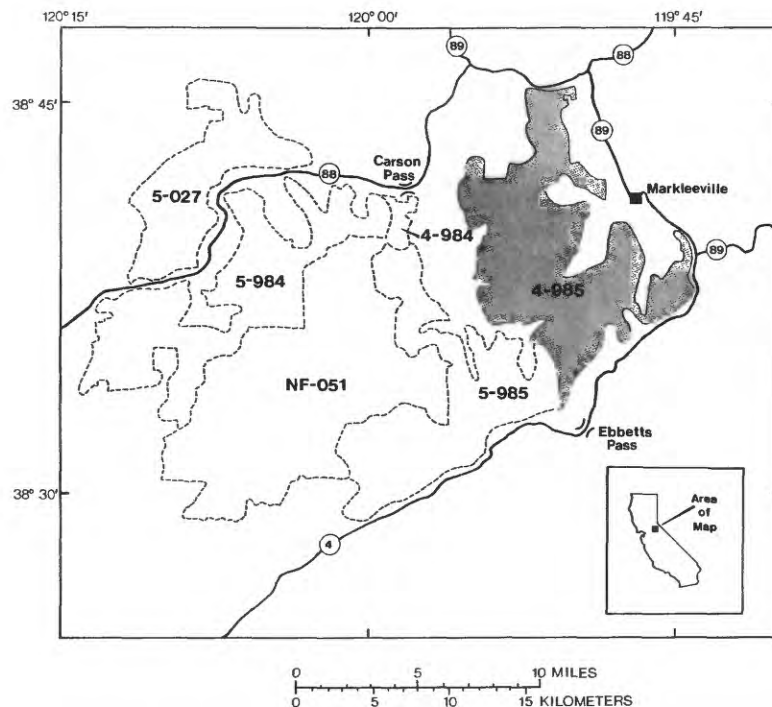 120° 15'
120° 00'
119° 45'
89
88
38° 45'
89
Carson
Pass
88
Markleeville
5-027
4-984
89
5-984
4-985
NF-051
5-985
Ebbetts
Pass
38° 30'
Area
of
Map
4
0 5 10 MILES
0 5 10 15 KILOMETERS